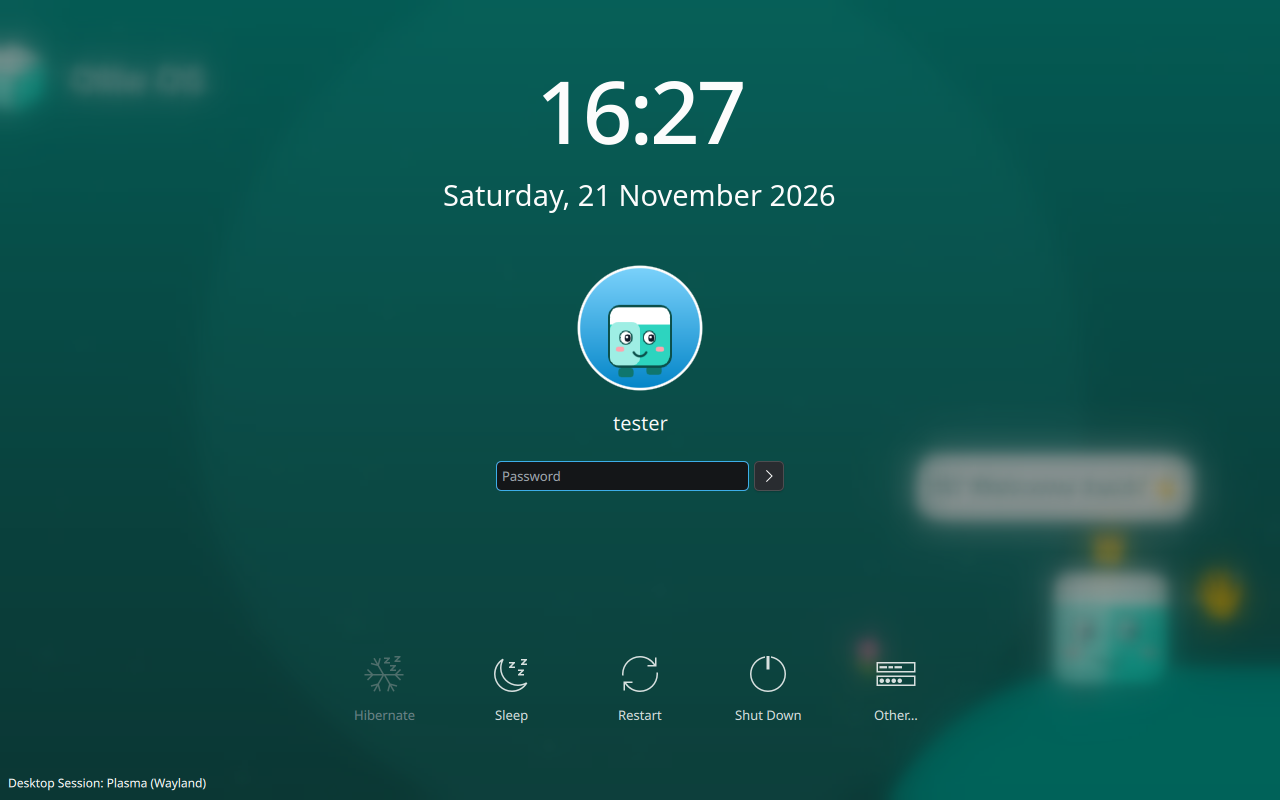 16:27
Saturday, 21 November 2026
tester
Password
Hibernate
Sleep
Restart
Shut Down
Other...
Desktop Session: Plasma (Wayland)